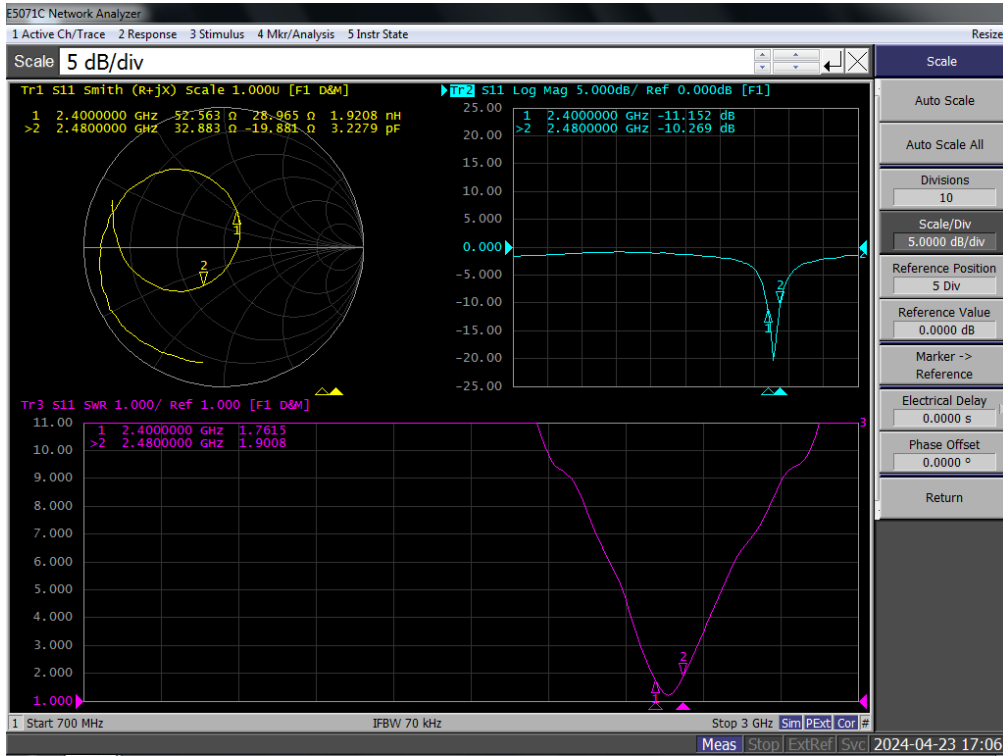 E5071C Network Analyzer
1 Active Ch/Trace 2 Response 3 Stimulus 4 Mkr/Analysis 5 Instr State
Resize
Scale 5 dB/div
Tr1 S11 Smith (R+jX) Scale 1.000U [F1 D&M]
1 2.4000000 GHz 52.563 Ω 28.965 Ω 1.9208 nH
>2 2.4800000 GHz 32.883 Ω -19.881 Ω 3.2279 pF
1
2
Tr2 S11 Log Mag 5.000dB/ Ref 0.000dB [F1]
25.00
20.00
15.00
10.00
5.000
0.000
-5.000
-10.00
-15.00
-20.00
-25.00
1 2.4000000 GHz -11.152 dB
>2 2.4800000 GHz -10.269 dB
2
1
2
Tr3 S11 SWR 1.000/ Ref 1.000 [F1 D&M]
11.00
10.00
9.000
8.000
7.000
6.000
5.000
4.000
3.000
2.000
1.000
1 2.4000000 GHz 1.7615
>2 2.4800000 GHz 1.9008
3
2
1
Scale
Auto Scale
Auto Scale All
Divisions
10
Scale/Div
5.0000 dB/div
Reference Position
5 Div
Reference Value
0.0000 dB
Marker ->
Reference
Electrical Delay
0.0000 s
Phase Offset
0.0000 °
Return
1 Start 700 MHz
IFBW 70 kHz
Stop 3 GHz Sim PExt Cor #
Meas Stop ExtRef Svc 2024-04-23 17:06